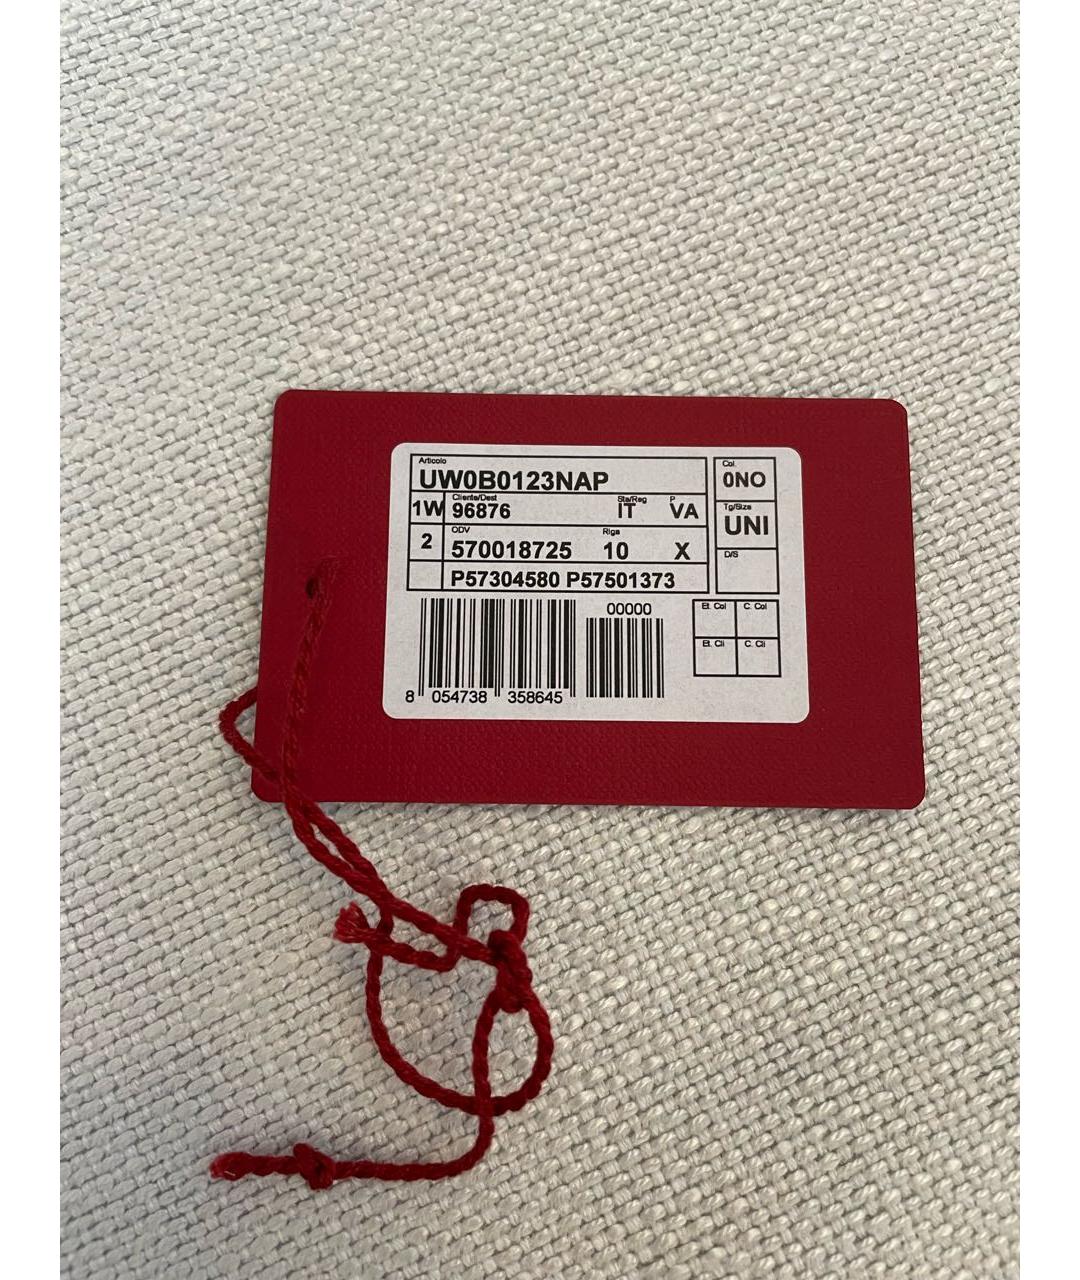 Articolo
UW0B0123NAP
Col.
0NO
1W
Cliente/Dest
96876
Sta/Reg
IT
P
VA
Tg/Size
UNI
2
ODV
570018725
Riga
10
X
D/S
P57304580 P57501373
00000
Et. Col
C. Col
Et. Cli
C. Cli
8 054738 358645